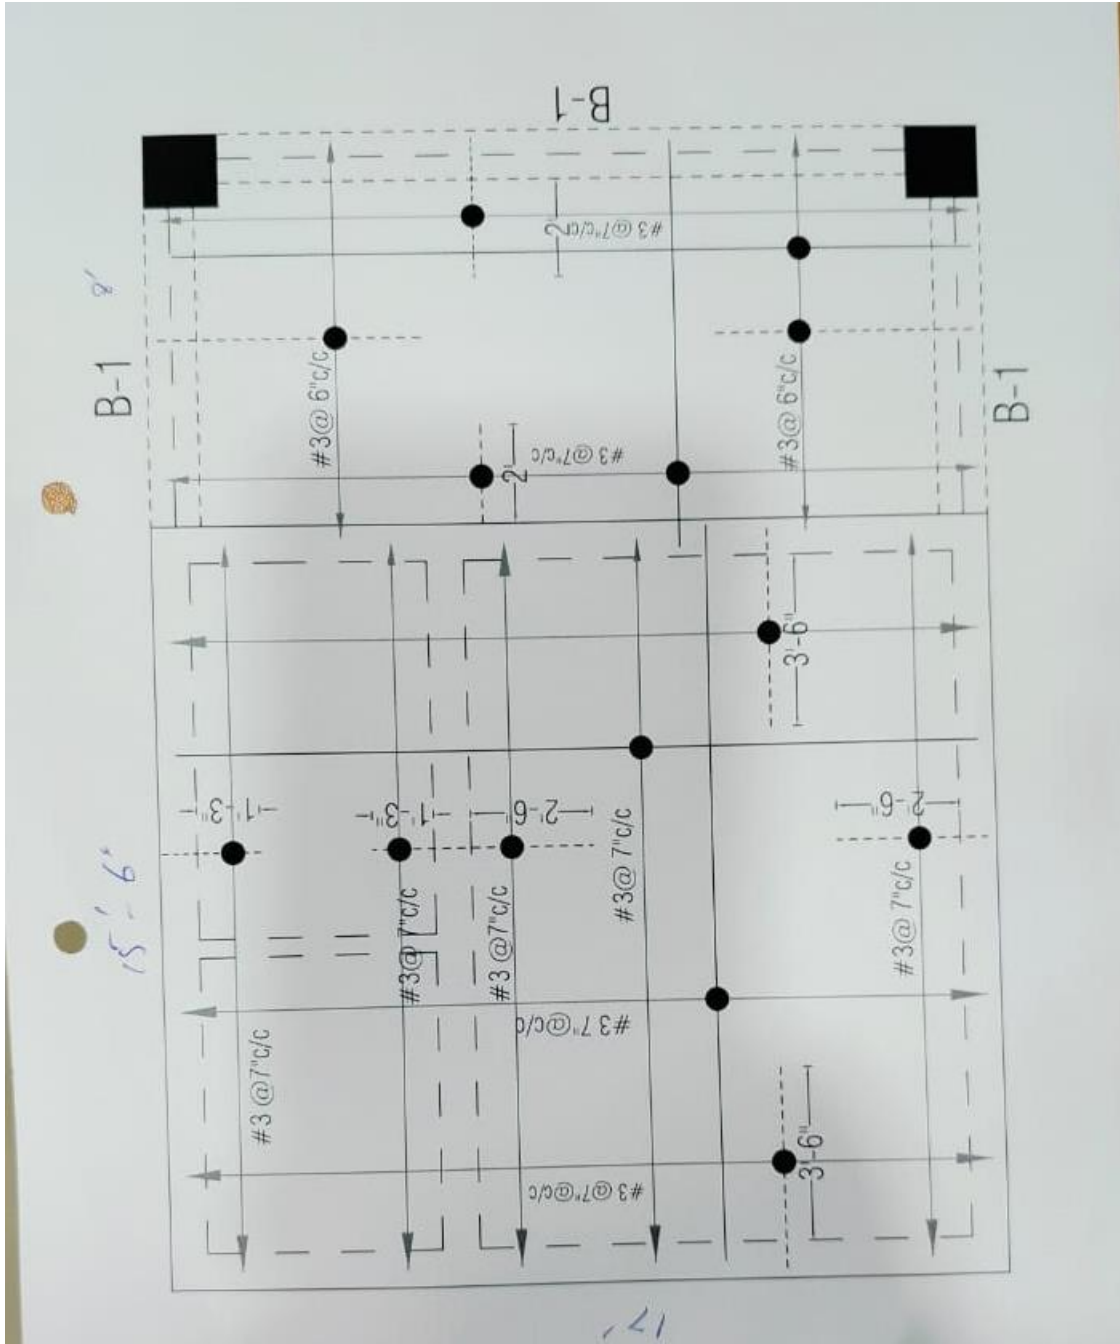 B-1
8'
B-1
#3 @7"c/c
2'
#3@ 6"c/c
#3@ 6"c/c
B-1
#3 @7"c/c
2'
3'-6"
1'-3"
1'-3"
2'-6"
2'-6"
15'-6"
#3@ 7"c/c
#3@ 7"c/c
#3 @7"c/c
#3@ 7"c/c
#3 7"@c/c
#3 @7"c/c
3'-6"
#3 @7"@c/c
17'